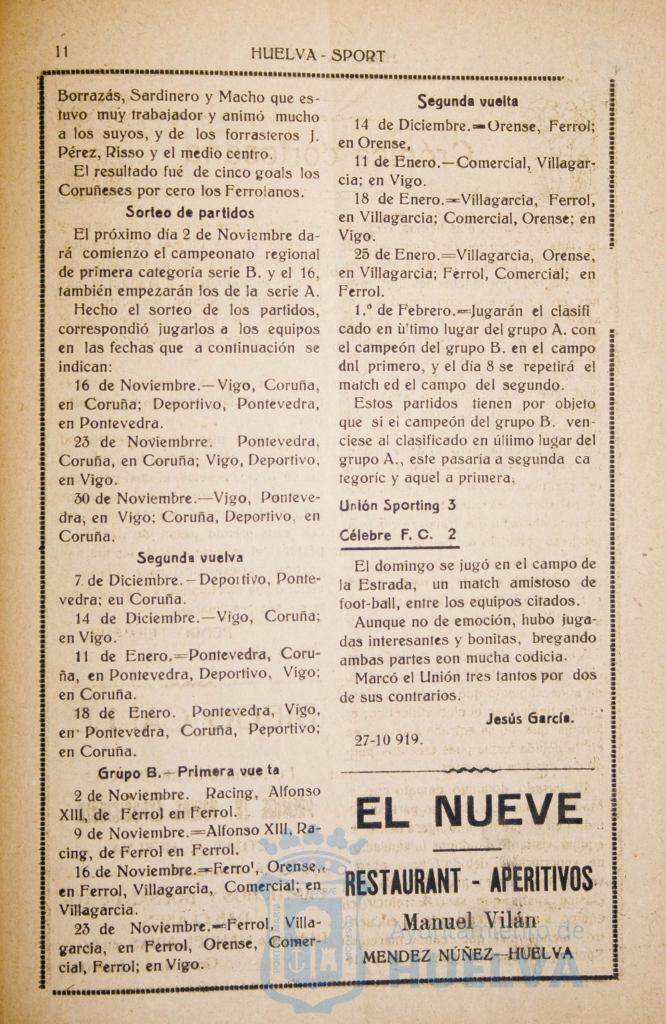 11
HUELVA - SPORT
Borrazás, Sardinero y Macho que es-
tuvo muy trabajador y animó mucho
a los suyos, y de los forrasteros J.
Pérez, Risso y el medio centro.
El resultado fué de cinco goals los
Coruñeses por cero los Ferrolanos.
Sorteo de partidos
El próximo día 2 de Noviembre da-
rá comienzo el campeonato regional
de primera categoría serie B. y el 16,
también empezarán los de la serie A.
Hecho el sorteo de los partidos,
correspondió jugarlos a los equipos
en las fechas que a continuación se
indican:
16 de Noviembre.—Vigo, Coruña,
en Coruña; Deportivo, Pontevedra,
en Pontevedra.
23 de Noviembrre. Pontevedra,
Coruña, en Coruña; Vigo, Deportivo,
en Vigo.
30 de Noviembre.—Vigo, Ponteve-
dra, en Vigo; Coruña, Deportivo, en
Coruña.
Segunda vuelva
7 de Diciembre.—Deportivo, Ponte-
vedra; eu Coruña.
14 de Diciembre.—Vigo, Coruña;
en Vigo.
11 de Enero.=Pontevedra, Coru-
ña, en Pontevedra, Deportivo, Vigo;
en Coruña.
18 de Enero. Pontevedra, Vigo,
en Pontevedra, Coruña, Peportivo;
en Coruña.
Grupo B.—Primera vue ta
2 de Noviembre. Racing, Alfonso
XIII, de Ferrol en Ferrol.
9 de Noviembre.=Alfonso XIII, Ra-
cing, de Ferrol en Ferrol.
16 de Noviembre.=Ferro', Orense,
en Ferrol, Villagarcia, Comercial; en
Villagarcia.
23 de Noviembre.=Ferrol, Villa-
garcia, en Ferrol, Orense, Comer-
cial, Ferrol; en Vigo.
Segunda vuelta
14 de Diciembre.=Orense, Ferrol;
en Orense,
11 de Enero.—Comercial, Villagar-
cia; en Vigo.
18 de Enero.=Villagarcia, Ferrol,
en Villagarcia; Comercial, Orense; en
Vigo.
25 de Enero.=Villagarcia, Orense,
en Villagarcia; Ferrol, Comercial; en
Ferrol.
1.º de Febrero.=Jugarán el clasifi
cado en ù'timo lugar del grupo A. con
el campeón del grupo B. en el campo
dnl primero, y el día 8 se repetirá el
match ed el campo del segundo.
Estos partidos tienen por objeto
que si el campeón del grupo B. ven-
ciese al clasificado en úliimo lugar del
grupo A., este pasaría a segunda ca
tegoric y aquel a primera.
Unión Sporting 3
Célebre F. C. 2
El domingo se jugó en el campo de
la Estrada, un match amistoso de
foot-ball, entre los equipos citados.
Aunque no de emoción, hubo juga-
das interesantes y bonitas, bregando
ambas partes eon mucha codicia.
Marcó el Unión tres tantos por dos
de sus contrarios.
Jesús García.
27-10 919.
EL NUEVE
RESTAURANT - APERITIVOS
Manuel Vilán
MENDEZ NÚÑEZ—HUELVA
Ayuntamiento de
HUELVA